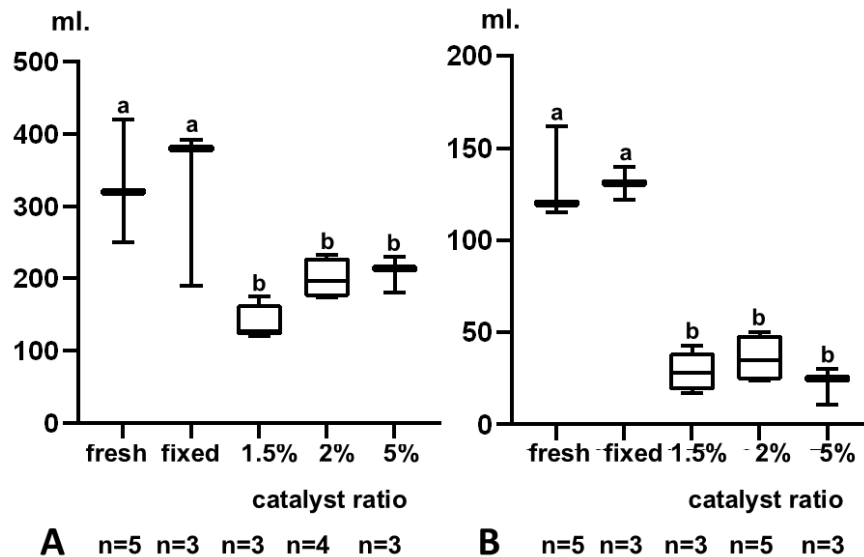 ml.
500
400
300
200
100
0
a
a
b
b
b
fresh fixed 1.5% 2% 5%
catalyst ratio
A n=5 n=3 n=3 n=4 n=3
ml.
200
150
100
50
0
a
a
b
b
b
fresh fixed 1.5% 2% 5%
catalyst ratio
B n=5 n=3 n=3 n=5 n=3